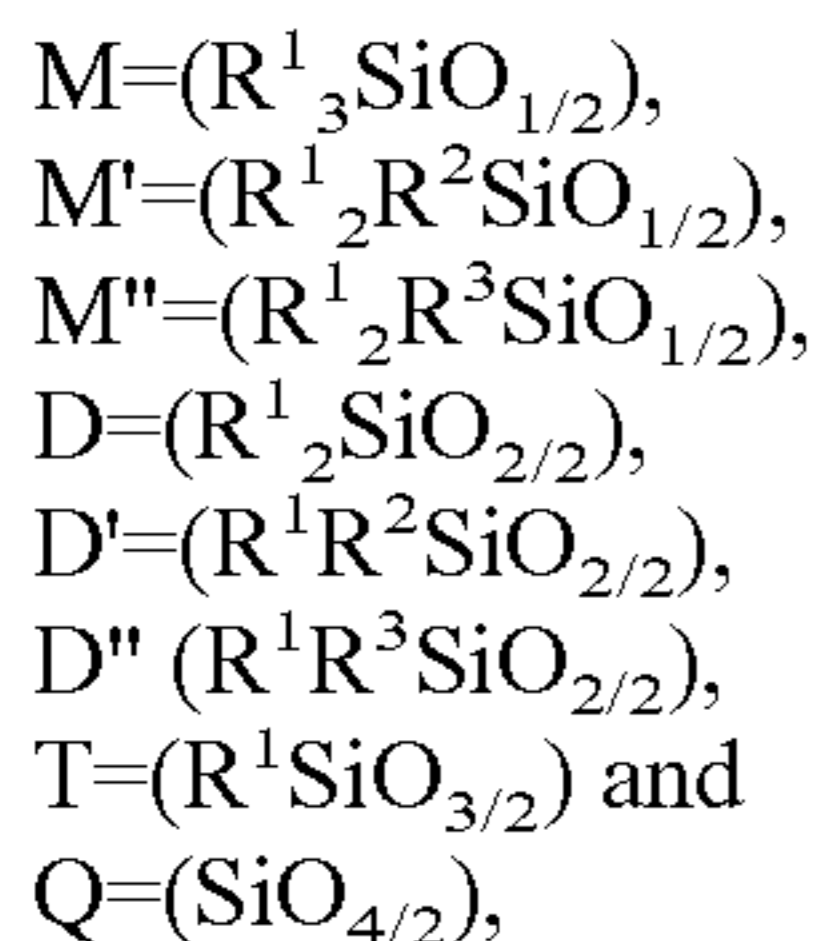 M=(R¹₃SiO₁/₂),
M'=(R¹₂R²SiO₁/₂),
M"=(R¹₂R³SiO₁/₂),
D=(R¹₂SiO₂/₂),
D'=(R¹R²SiO₂/₂),
D" (R¹R³SiO₂/₂),
T=(R¹SiO₃/₂) and
Q=(SiO₄/₂),